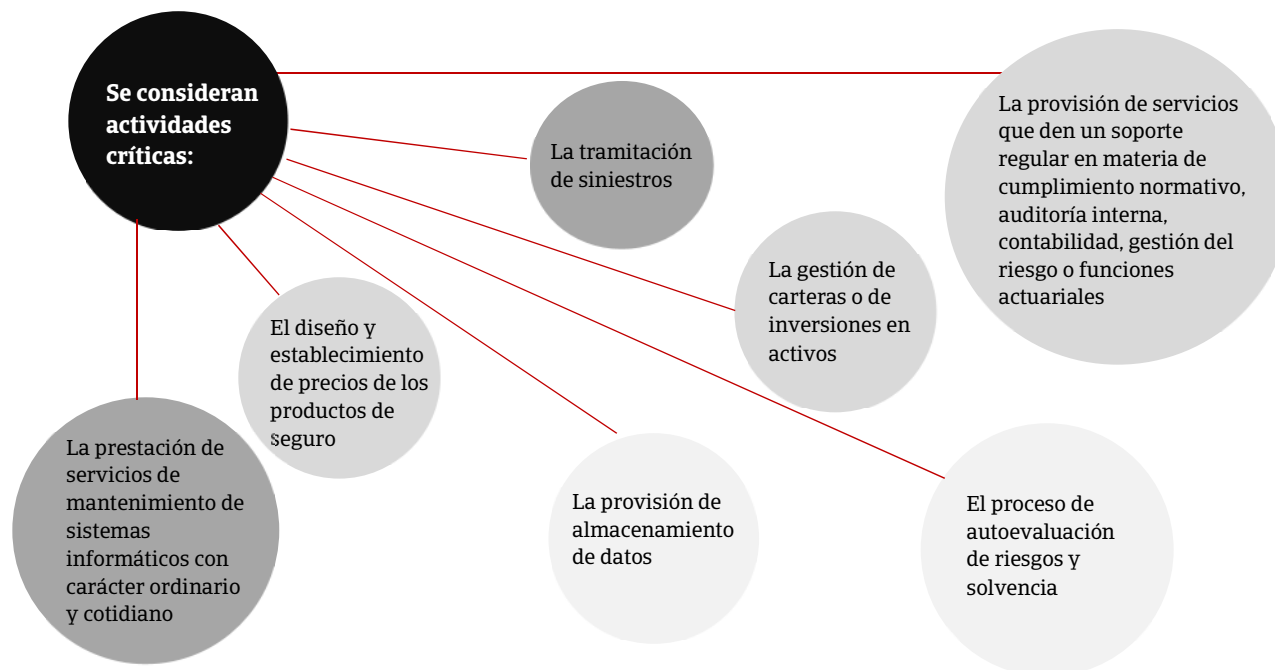 Se consideran
actividades
críticas:
La provisión de servicios
que den un soporte
regular en materia de
cumplimiento normativo,
auditoría interna,
contabilidad, gestión del
riesgo o funciones
actuariales
La tramitación
de siniestros
La gestión de
carteras o de
inversiones en
activos
El diseño y
establecimiento
de precios de los
productos de
seguro
La prestación de
servicios de
mantenimiento de
sistemas
informáticos con
carácter ordinario
y cotidiano
La provisión de
almacenamiento
de datos
El proceso de
autoevaluación
de riesgos y
solvencia